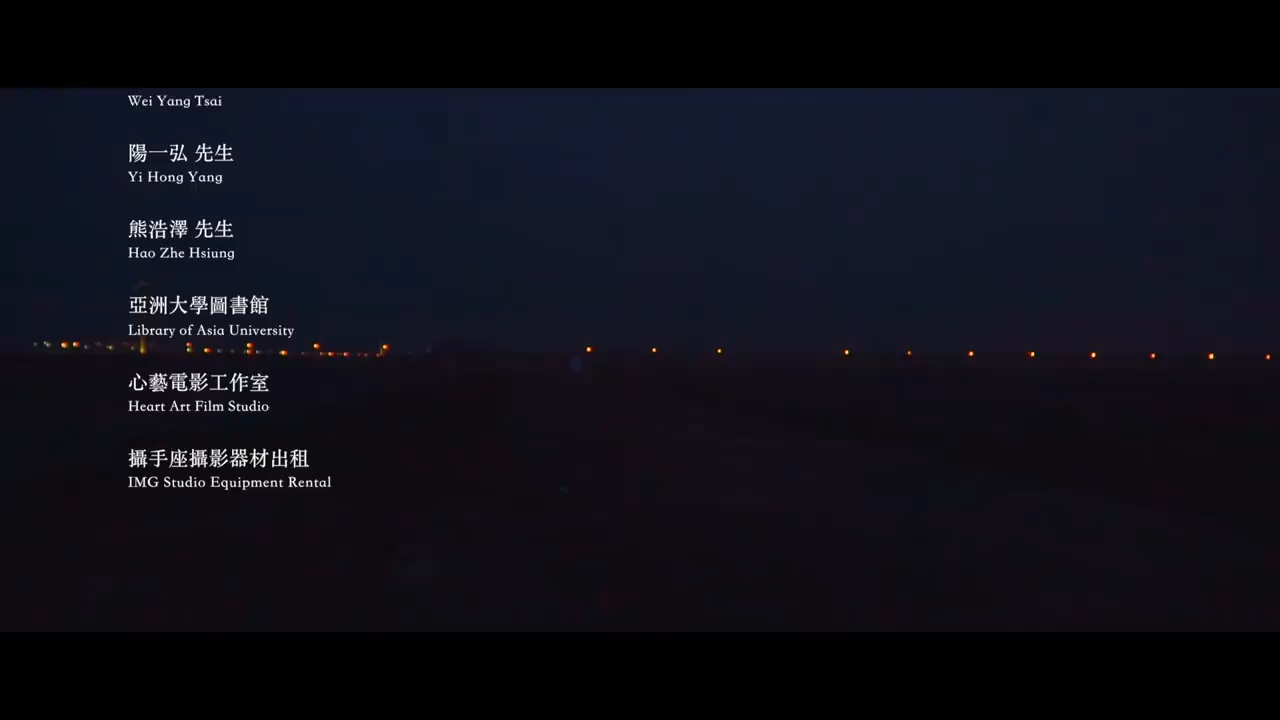 Wei Yang Tsai
陽一弘 先生
Yi Hong Yang
熊浩澤 先生
Hao Zhe Hsiung
亞洲大學圖書館
Library of Asia University
心藝電影工作室
Heart Art Film Studio
攝手座攝影器材出租
IMG Studio Equipment Rental